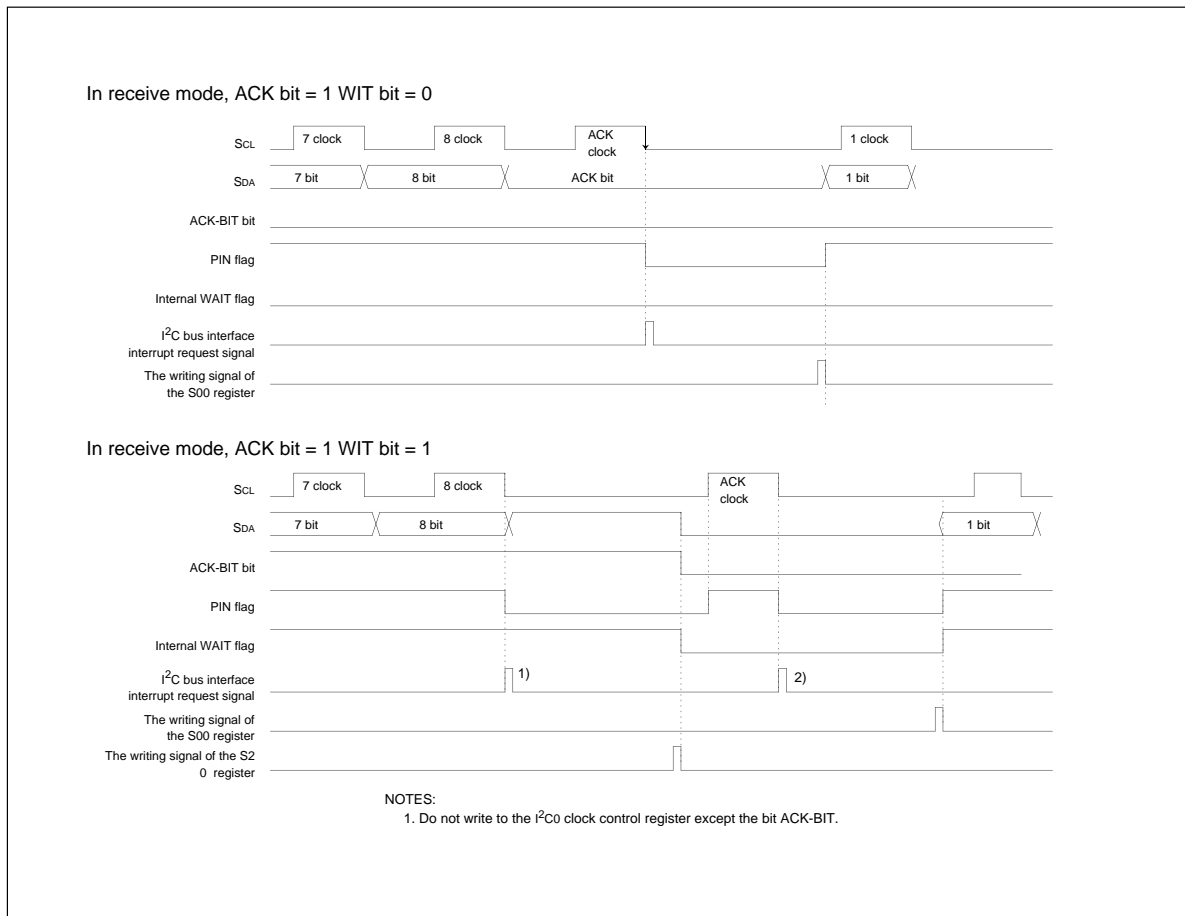 In receive mode, ACK bit = 1 WIT bit = 0
SCL
7 clock
8 clock
ACK
clock
1 clock
SDA
7 bit
8 bit
ACK bit
1 bit
ACK-BIT bit
PIN flag
Internal WAIT flag
I2C bus interface
interrupt request signal
The writing signal of
the S00 register
In receive mode, ACK bit = 1 WIT bit = 1
SCL
7 clock
8 clock
ACK
clock
SDA
7 bit
8 bit
1 bit
ACK-BIT bit
PIN flag
Internal WAIT flag
I2C bus interface
interrupt request signal
1)
2)
The writing signal of
the S00 register
The writing signal of the S2
0 register
NOTES:
1. Do not write to the I2C0 clock control register except the bit ACK-BIT.